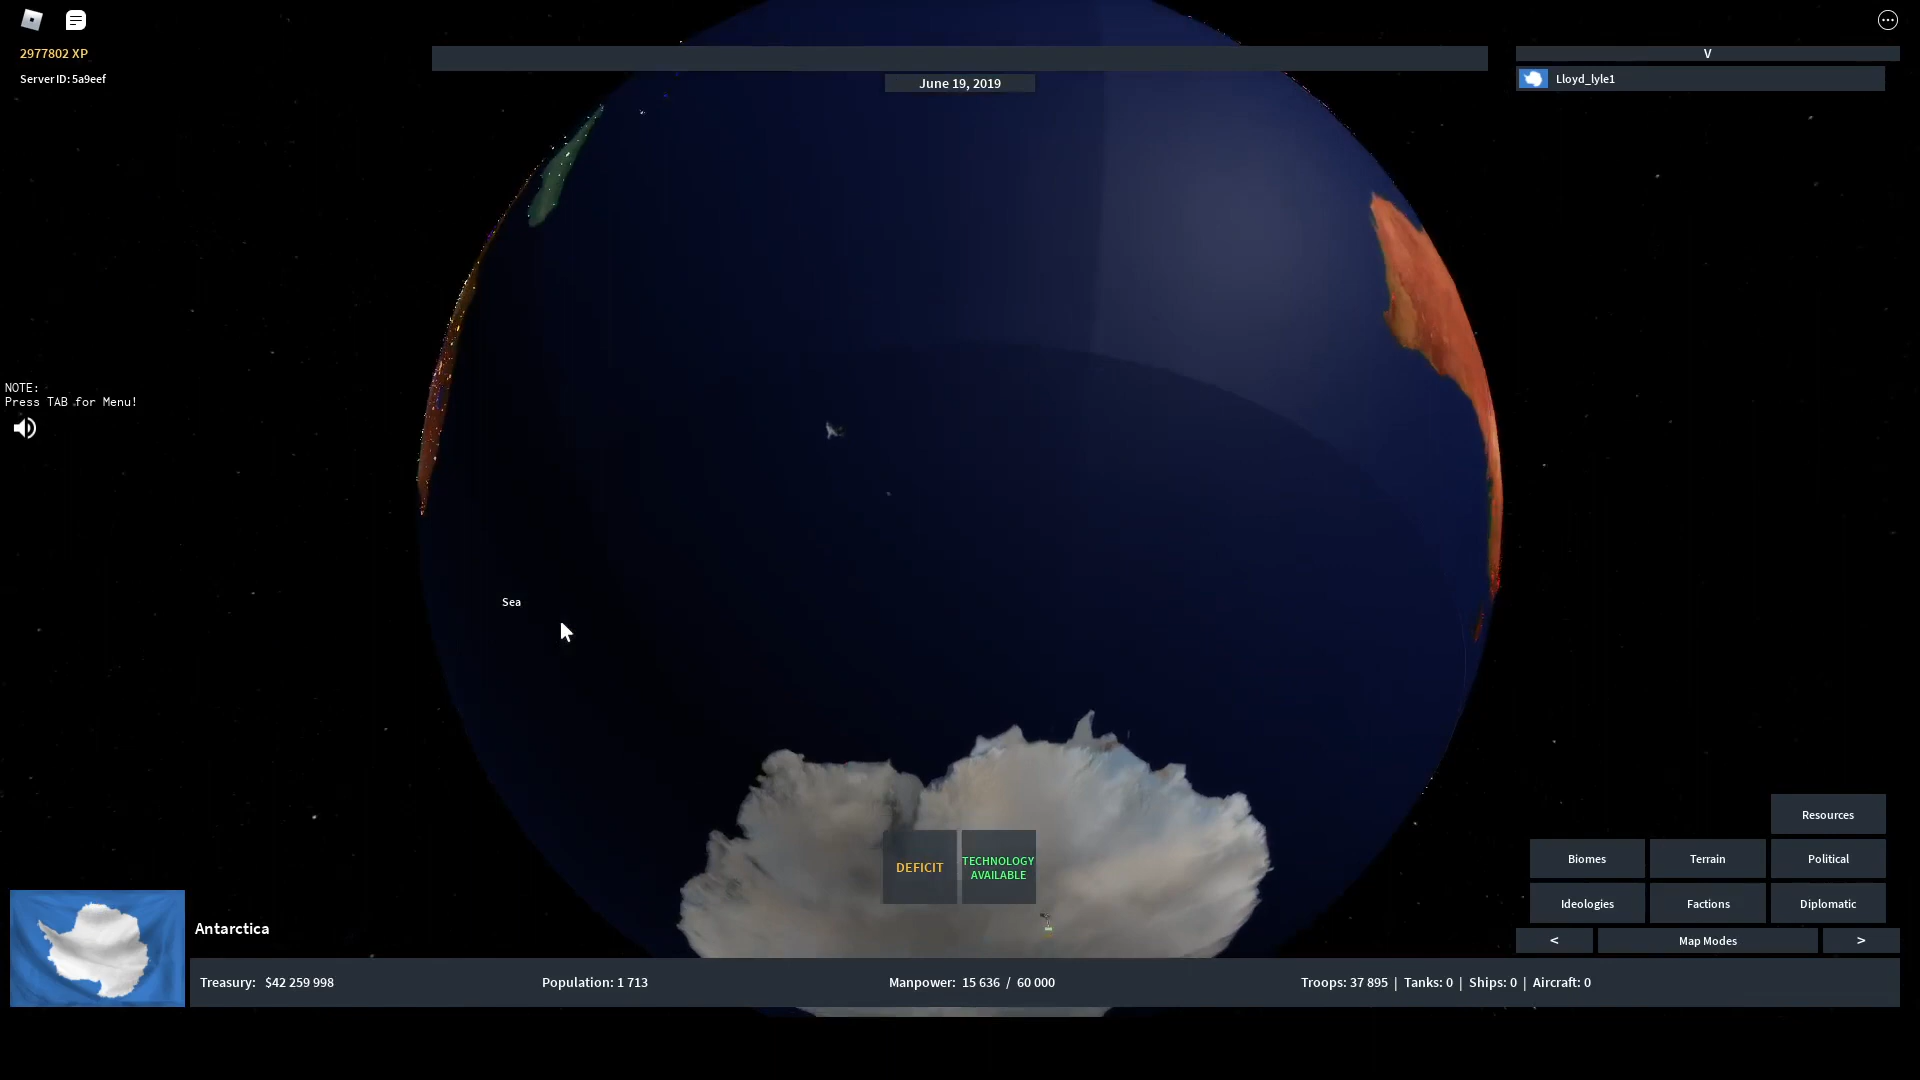 2977802 XP
Server ID: 5a9eef
V
Lloyd_lyle1
June 19, 2019
NOTE:
Press TAB for Menu!
Sea
DEFICIT
TECHNOLOGY
AVAILABLE
Resources
Biomes
Terrain
Political
Ideologies
Factions
Diplomatic
<
Map Modes
>
Antarctica
Treasury: $42 259 998
Population: 1 713
Manpower: 15 636 / 60 000
Troops: 37 895 | Tanks: 0 | Ships: 0 | Aircraft: 0